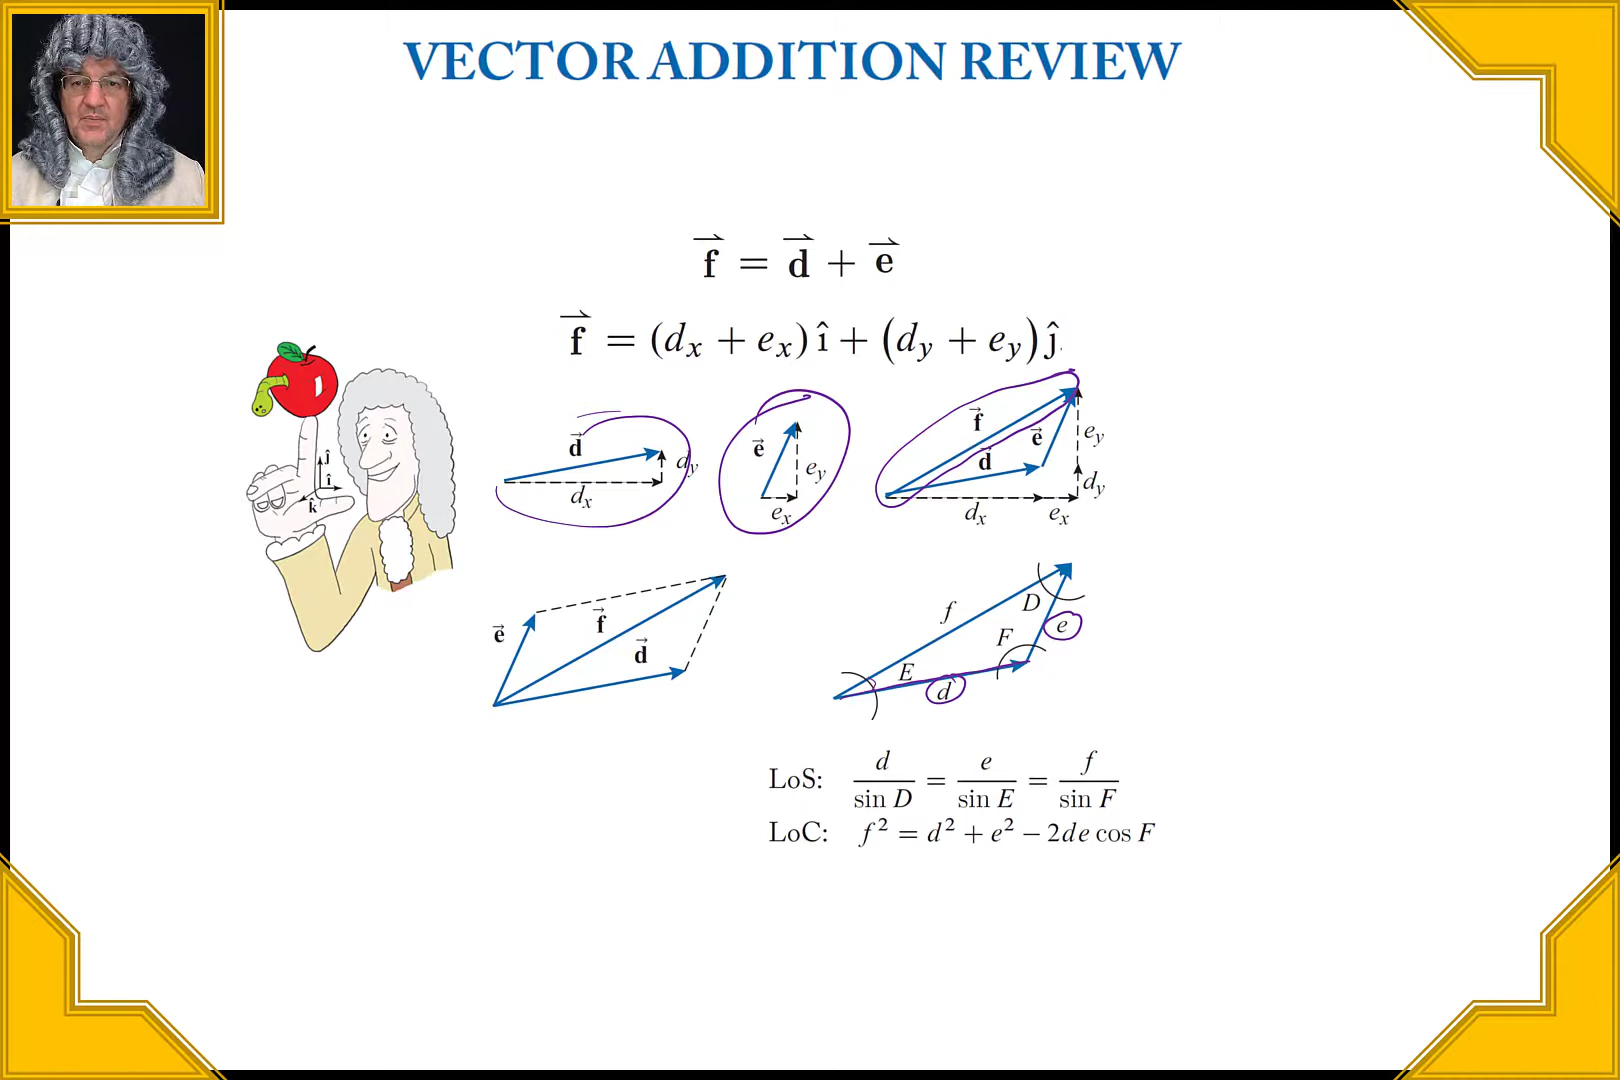 VECTOR ADDITION REVIEW
f⃗ = d⃗ + e⃗
f⃗ = (dₓ + eₓ) î + (d_y + e_y) ĵ
d⃗ d_y dₓ
e⃗ e_y eₓ
f⃗ e⃗ d⃗ e_y d_y dₓ eₓ
ĵ î k̂
e⃗ f⃗ d⃗
f D e F E d
LoS: d/sin D = e/sin E = f/sin F
LoC: f² = d² + e² − 2de cos F